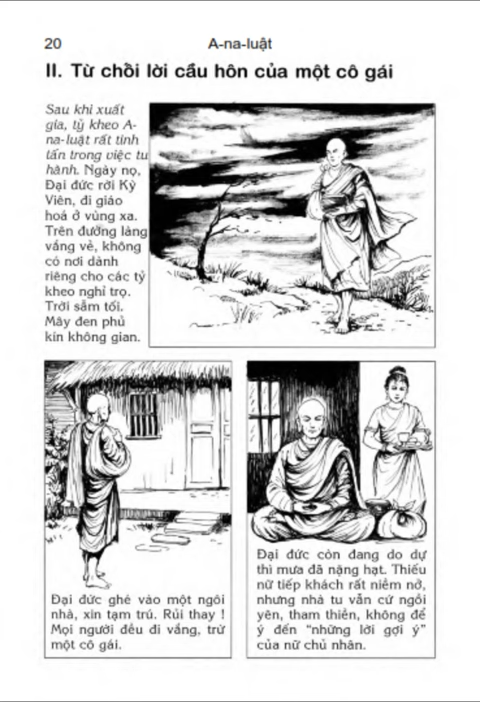 20
A-na-luật
II. Từ chồi lời cầu hôn của một cô gái
Sau khi xuất
gia, tỳ kheo A-
na-luật rất tinh
tấn trong việc tu
hành. Ngày nọ,
Đại đức rời Kỳ
Viên, đi giáo
hoá ở vùng xa.
Trên đường làng
vắng vẻ, không
có nơi dành
riêng cho các tỷ
kheo nghỉ trọ.
Trời sẫm tối.
Mây đen phủ
kín không gian.
Đại đức ghé vào một ngôi
nhà, xin tạm trú. Rủi thay !
Mọi người đều đi vắng, trừ
một cô gái.
Đại đức còn đang do dự
thì mưa đã nặng hạt. Thiếu
nữ tiếp khách rất niềm nở,
nhưng nhà tu vẫn cứ ngồi
yên, tham thiền, không để
ý đến “những lời gợi ý”
của nữ chủ nhân.